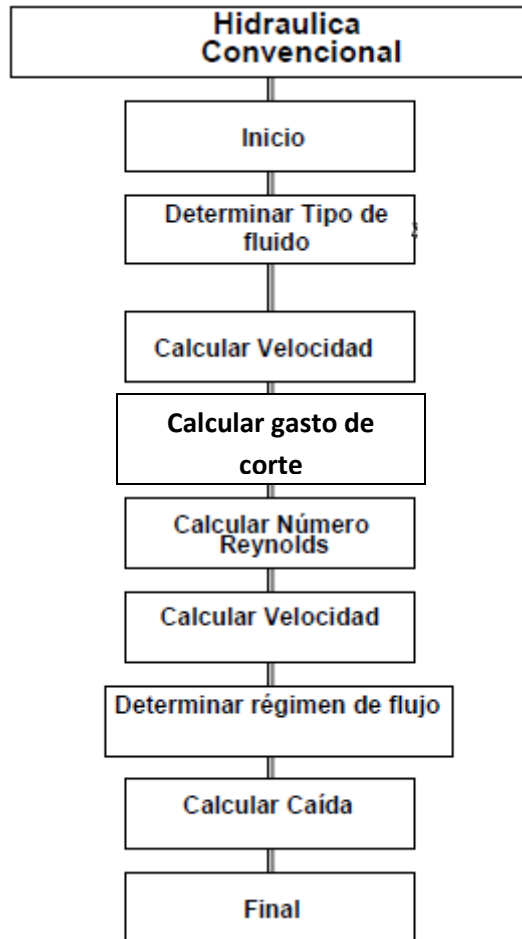 Hidraulica
Convencional
Inicio
Determinar Tipo de
fluido
Calcular Velocidad
Calcular gasto de
corte
Calcular Número
Reynolds
Calcular Velocidad
Determinar régimen de flujo
Calcular Caída
Final